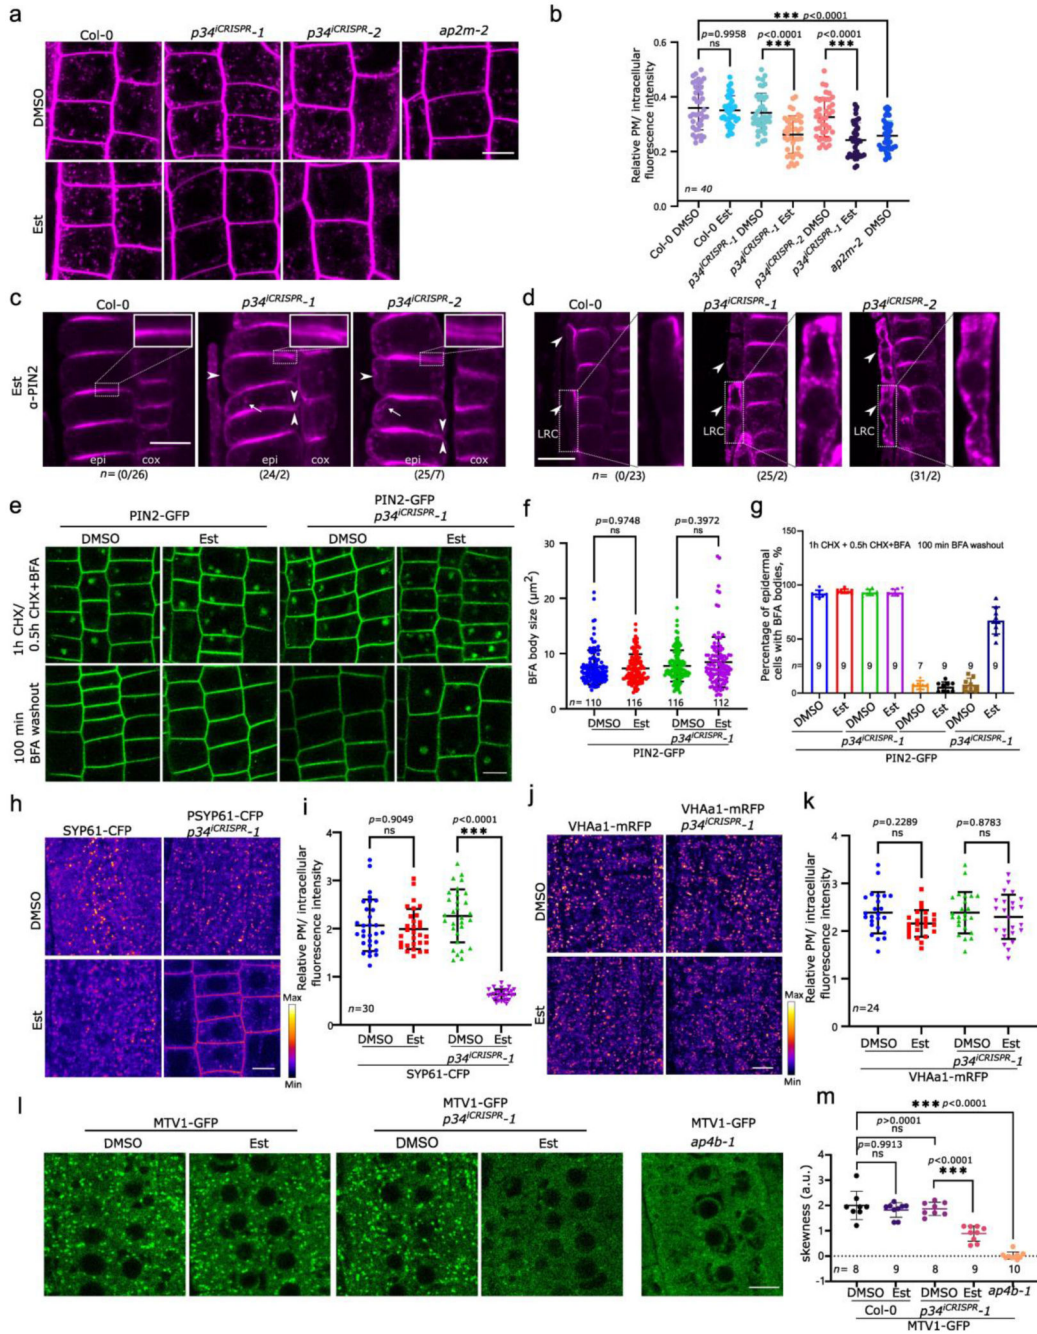 a
Col-0
p34iCRISPR-1
p34iCRISPR-2
ap2m-2
DMSO
Est
b
Relative PM/ intracellular
fluorescence intensity
0.6
0.4
0.2
0.0
*** p<0.0001
p=0.9958
ns
p<0.0001
***
p<0.0001
***
n= 40
Col-0 DMSO
Col-0 Est
p34iCRISPR-1 DMSO
p34iCRISPR-1 Est
p34iCRISPR-2 DMSO
p34iCRISPR-1 Est
ap2m-2 DMSO
c
Col-0
p34iCRISPR-1
p34iCRISPR-2
Est
α-PIN2
epi
cox
epi
cox
epi
cox
n= (0/26)
(24/2)
(25/7)
d
Col-0
p34iCRISPR-1
p34iCRISPR-2
LRC
LRC
LRC
n= (0/23)
(25/2)
(31/2)
e
PIN2-GFP
PIN2-GFP
p34iCRISPR-1
DMSO
Est
DMSO
Est
1h CHX/
0.5h CHX+BFA
100 min
BFA washout
f
BFA body size (μm2)
30
20
10
0
p=0.9748
ns
p=0.3972
ns
n= 110
116
116
112
DMSO
Est
DMSO
Est
p34iCRISPR-1
PIN2-GFP
g
Percentage of epidermal
cells with BFA bodies, %
150
100
50
0
1h CHX + 0.5h CHX+BFA
100 min BFA washout
n= 9
9
9
9
7
9
9
9
DMSO
Est
DMSO
Est
DMSO
Est
DMSO
Est
p34iCRISPR-1
p34iCRISPR-1
PIN2-GFP
h
SYP61-CFP
PSYP61-CFP
p34iCRISPR-1
DMSO
Est
Max
Min
i
Relative PM/ intracellular
fluorescence intensity
4
3
2
1
0
p=0.9049
ns
p<0.0001
***
n=30
DMSO
Est
DMSO
Est
p34iCRISPR-1
SYP61-CFP
j
VHAa1-mRFP
VHAa1-mRFP
p34iCRISPR-1
DMSO
Est
Max
Min
k
Relative PM/ intracellular
fluorescence intensity
4
3
2
1
0
p=0.2289
ns
p=0.8783
ns
n=24
DMSO
Est
DMSO
Est
p34iCRISPR-1
VHAa1-mRFP
l
MTV1-GFP
MTV1-GFP
p34iCRISPR-1
MTV1-GFP
ap4b-1
DMSO
Est
DMSO
Est
m
skewness (a.u.)
4
3
2
1
0
-1
*** p<0.0001
p>0.0001
ns
p=0.9913
ns
p<0.0001
***
n= 8
9
8
9
10
DMSO
Est
DMSO
Est
ap4b-1
Col-0
p34iCRISPR-1
MTV1-GFP